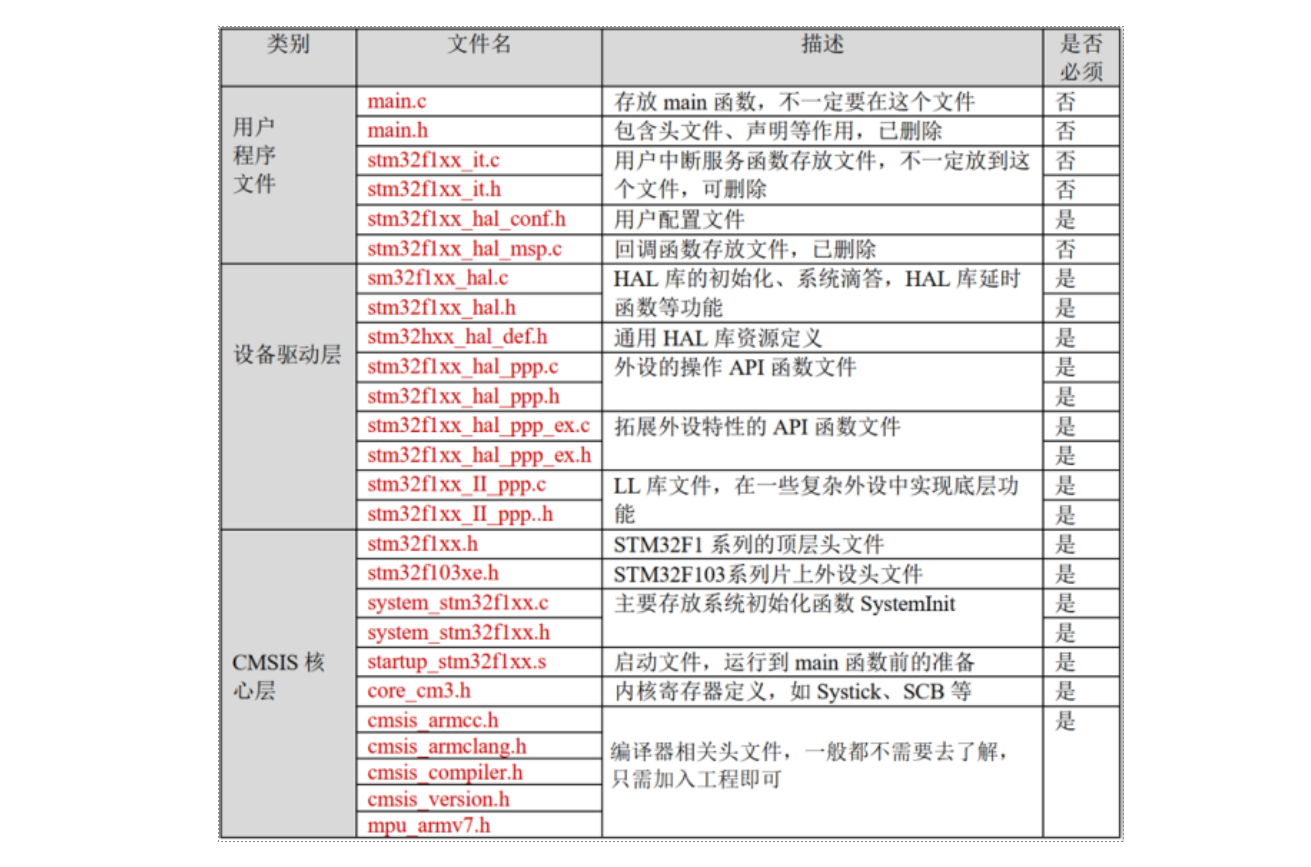 类别 文件名 描述 是否
必须
用户
程序
文件
main.c 存放 main 函数，不一定要在这个文件 否
main.h 包含头文件、声明等作用，已删除 否
stm32f1xx_it.c 用户中断服务函数存放文件，不一定放到这 否
stm32f1xx_it.h 个文件，可删除 否
stm32f1xx_hal_conf.h 用户配置文件 是
stm32f1xx_hal_msp.c 回调函数存放文件，已删除 否
设备驱动层
sm32f1xx_hal.c HAL 库的初始化、系统滴答，HAL 库延时 是
stm32f1xx_hal.h 函数等功能 是
stm32hxx_hal_def.h 通用 HAL 库资源定义 是
stm32f1xx_hal_ppp.c 外设的操作 API 函数文件 是
stm32f1xx_hal_ppp.h 是
stm32f1xx_hal_ppp_ex.c 拓展外设特性的 API 函数文件 是
stm32f1xx_hal_ppp_ex.h 是
stm32f1xx_II_ppp.c LL 库文件，在一些复杂外设中实现底层功 是
stm32f1xx_II_ppp..h 能 是
CMSIS 核
心层
stm32f1xx.h STM32F1 系列的顶层头文件 是
stm32f103xe.h STM32F103系列片上外设头文件 是
system_stm32f1xx.c 主要存放系统初始化函数 SystemInit 是
system_stm32f1xx.h 是
startup_stm32f1xx.s 启动文件，运行到 main 函数前的准备 是
core_cm3.h 内核寄存器定义，如 Systick、SCB 等 是
cmsis_armcc.h 是
cmsis_armclang.h 编译器相关头文件，一般都不需要去了解，
cmsis_compiler.h 只需加入工程即可
cmsis_version.h
mpu_armv7.h